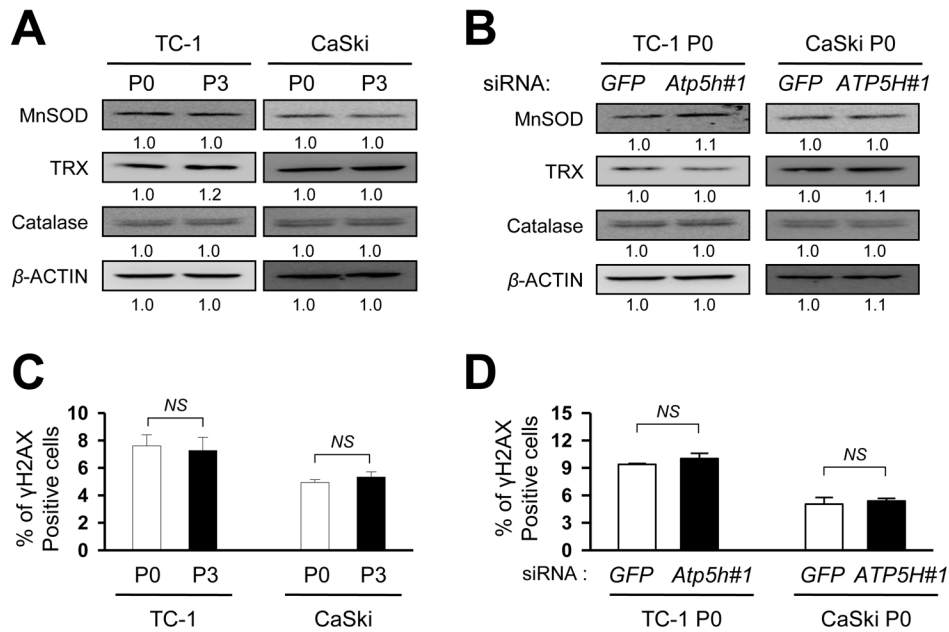 A
TC-1 CaSki
P0 P3 P0 P3
MnSOD
1.0 1.0 1.0 1.0
TRX
1.0 1.2 1.0 1.0
Catalase
1.0 1.0 1.0 1.0
β-ACTIN
1.0 1.0 1.0 1.0
B
TC-1 P0 CaSki P0
siRNA: GFP Atp5h#1 GFP ATP5H#1
MnSOD
1.0 1.1 1.0 1.0
TRX
1.0 1.0 1.0 1.1
Catalase
1.0 1.0 1.0 1.0
β-ACTIN
1.0 1.0 1.0 1.1
C
% of γH2AX
Positive cells
10
8
6
4
2
0
NS
NS
P0 P3 P0 P3
TC-1 CaSki
D
% of γH2AX
Positive cells
15
12
9
6
3
0
NS
NS
siRNA : GFP Atp5h#1 GFP ATP5H#1
TC-1 P0 CaSki P0